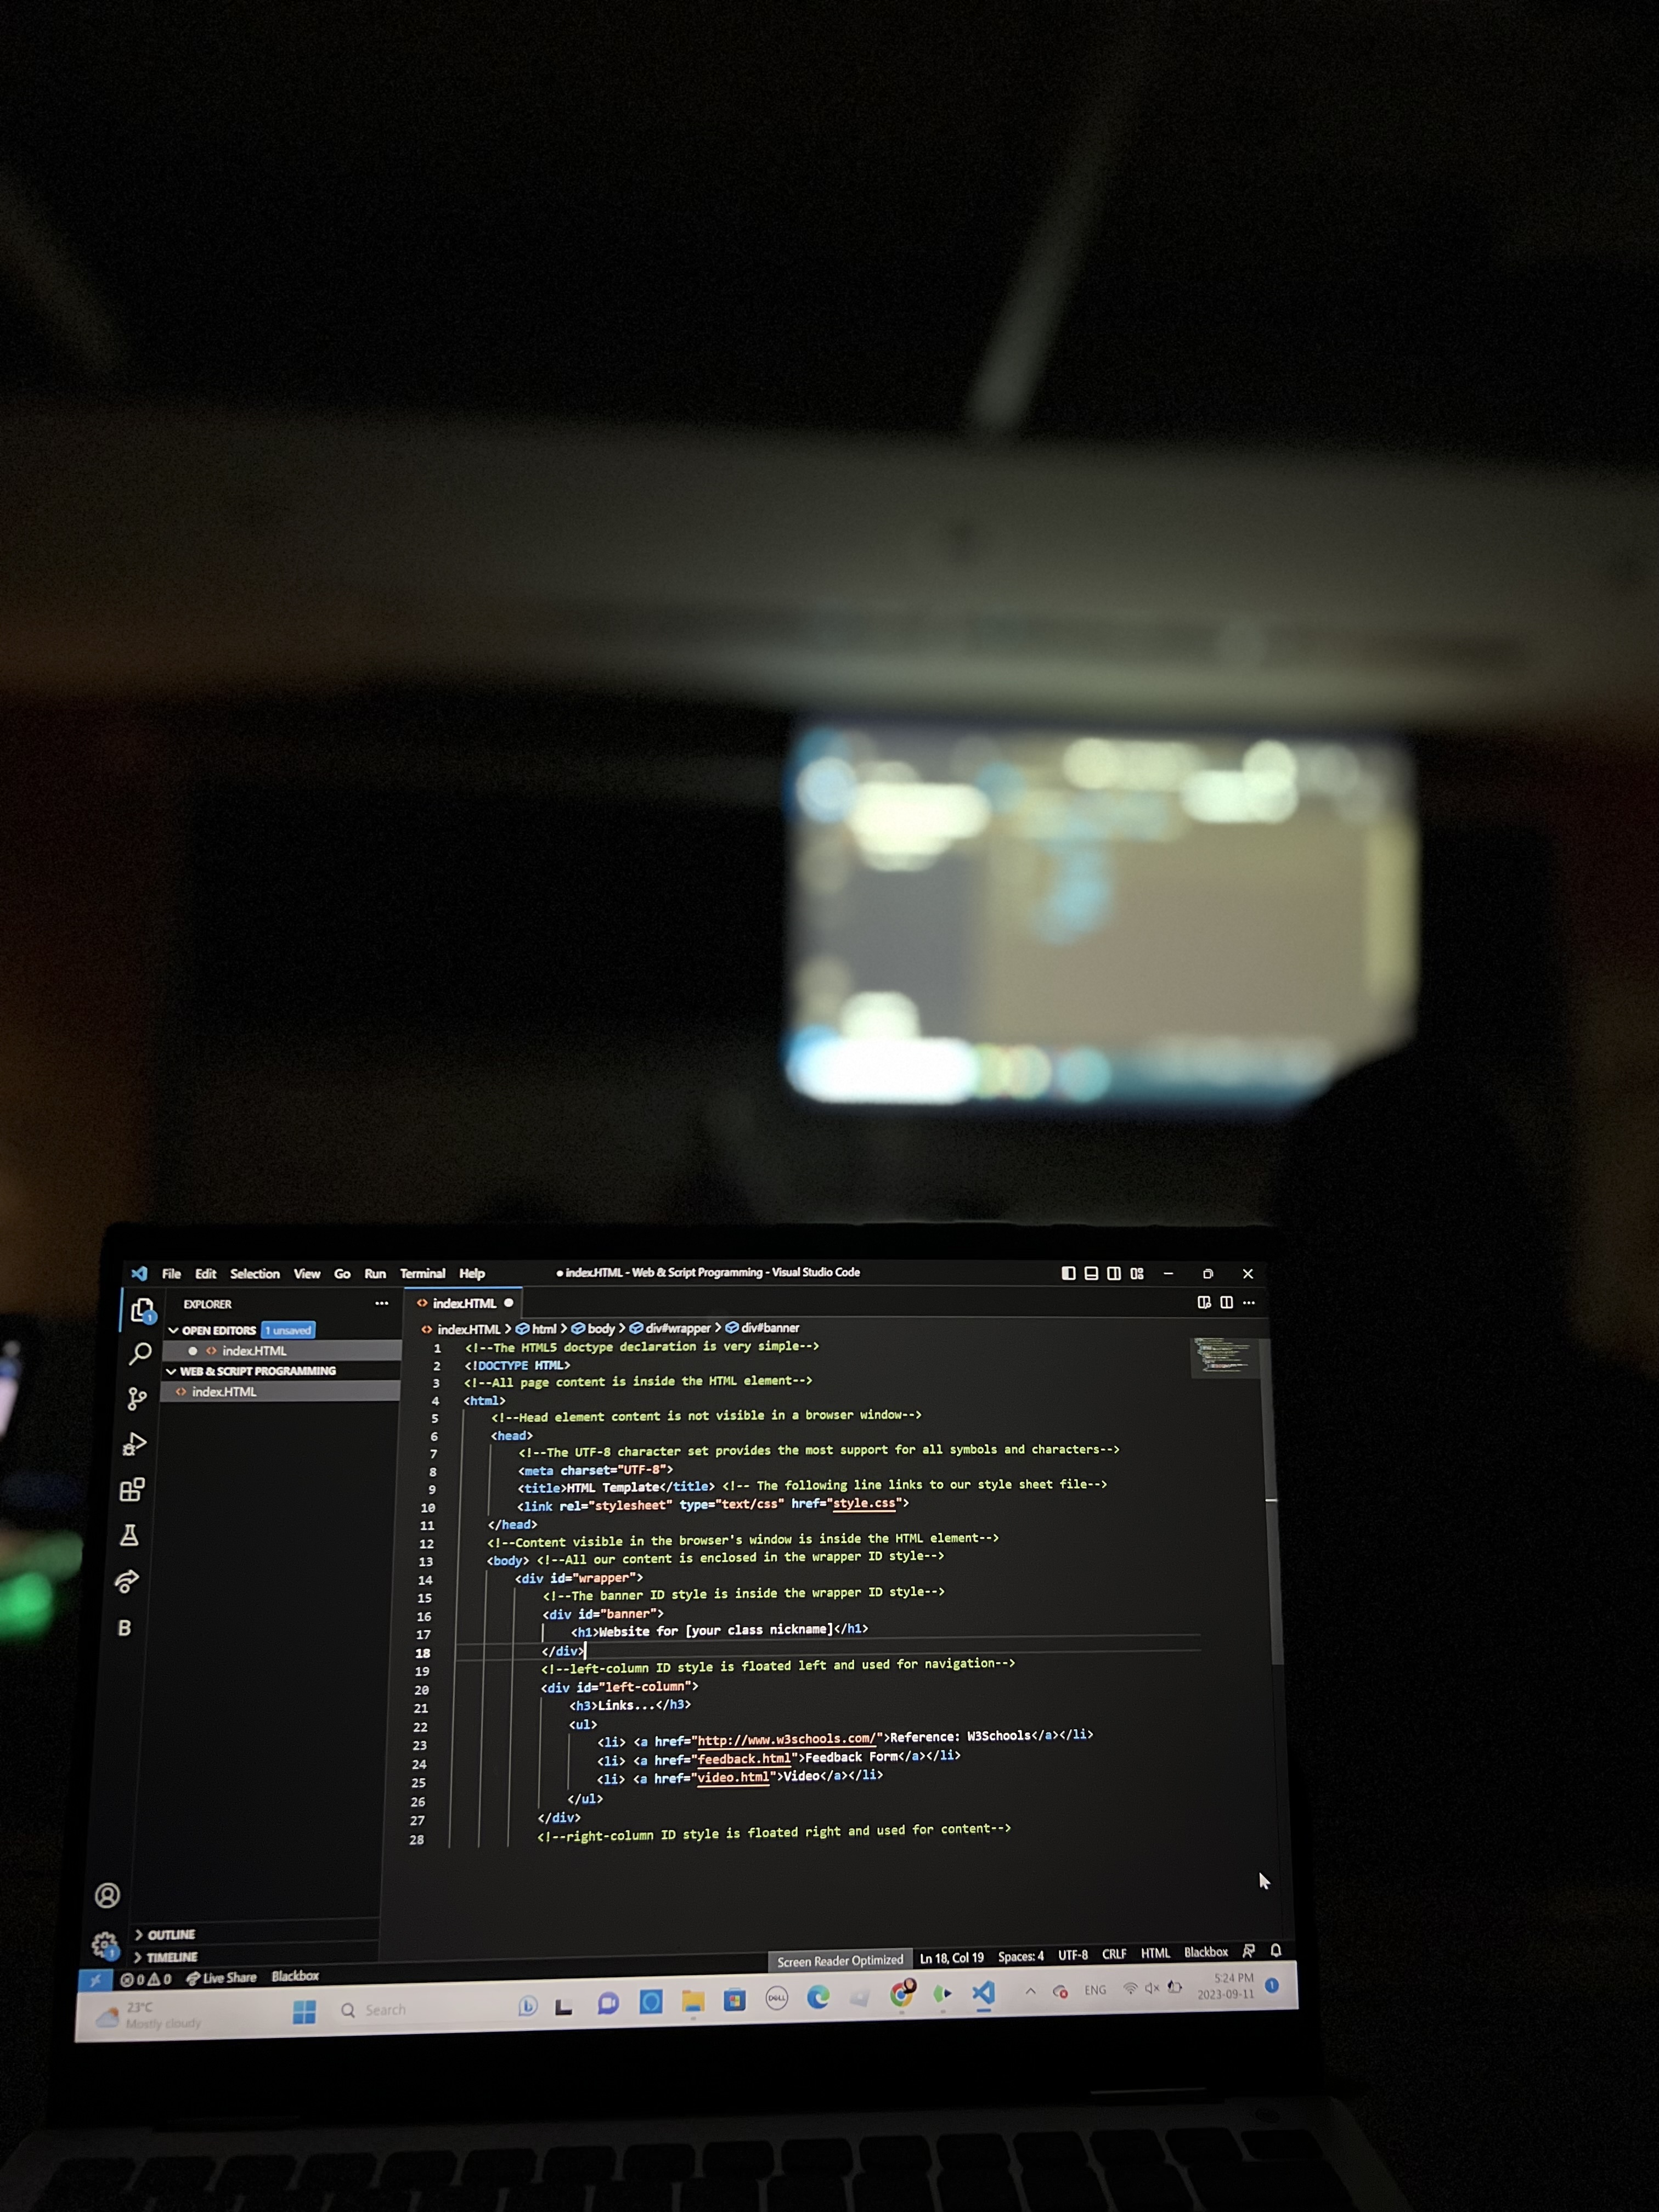 File Edit Selection View Go Run Terminal Help
● index.HTML - Web & Script Programming - Visual Studio Code
EXPLORER
OPEN EDITORS 1 unsaved
index.HTML
WEB & SCRIPT PROGRAMMING
index.HTML
OUTLINE
TIMELINE
index.HTML
index.HTML > html > body > div#wrapper > div#banner
1 <!--The HTML5 doctype declaration is very simple-->
2 <!DOCTYPE HTML>
3 <!--All page content is inside the HTML element-->
4 <html>
5 <!--Head element content is not visible in a browser window-->
6 <head>
7 <!--The UTF-8 character set provides the most support for all symbols and characters-->
8 <meta charset="UTF-8">
9 <title>HTML Template</title> <!-- The following line links to our style sheet file-->
10 <link rel="stylesheet" type="text/css" href="style.css">
11 </head>
12 <!--Content visible in the browser's window is inside the HTML element-->
13 <body> <!--All our content is enclosed in the wrapper ID style-->
14 <div id="wrapper">
15 <!--The banner ID style is inside the wrapper ID style-->
16 <div id="banner">
17 <h1>Website for [your class nickname]</h1>
18 </div>
19 <!--left-column ID style is floated left and used for navigation-->
20 <div id="left-column">
21 <h3>Links...</h3>
22 <ul>
23 <li> <a href="http://www.w3schools.com/">Reference: W3Schools</a></li>
24 <li> <a href="feedback.html">Feedback Form</a></li>
25 <li> <a href="video.html">Video</a></li>
26 </ul>
27 </div>
28 <!--right-column ID style is floated right and used for content-->
0 0 Live Share Blackbox
Screen Reader Optimized Ln 18, Col 19 Spaces: 4 UTF-8 CRLF HTML Blackbox
23°C
Mostly cloudy
Search
DELL
ENG
5:24 PM
2023-09-11
1